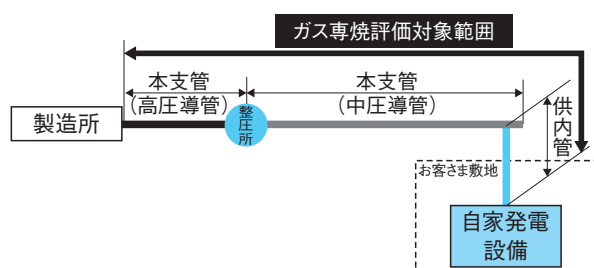 ガス専焼評価対象範囲
本支管
（高圧導管）
本支管
（中圧導管）
製造所
整圧所
供内管
お客さま敷地
自家発電
設備